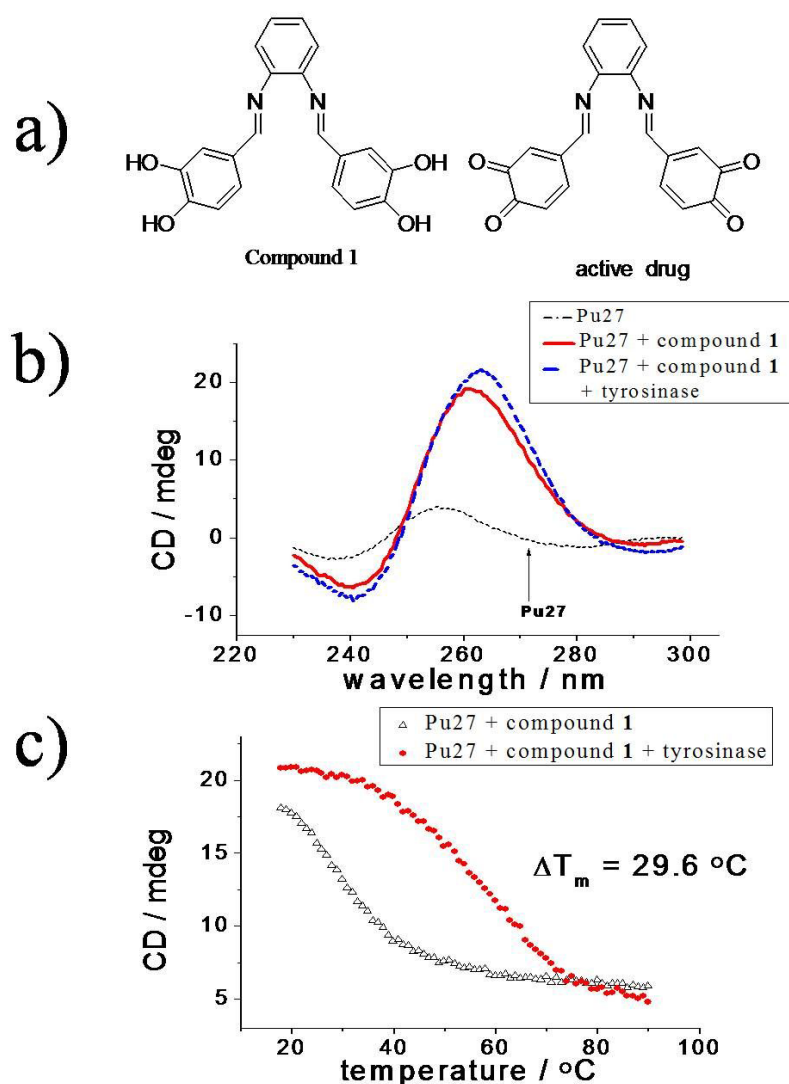 a)
N N
HO OH
HO OH
Compound 1
N N
O O
O O
active drug
b)
Pu27
Pu27 + compound 1
Pu27 + compound 1
+ tyrosinase
CD / mdeg
20
10
0
-10
Pu27
220 240 260 280 300
wavelength / nm
c)
Pu27 + compound 1
Pu27 + compound 1 + tyrosinase
CD / mdeg
20
15
10
5
ΔTm = 29.6 °C
20 40 60 80 100
temperature / °C